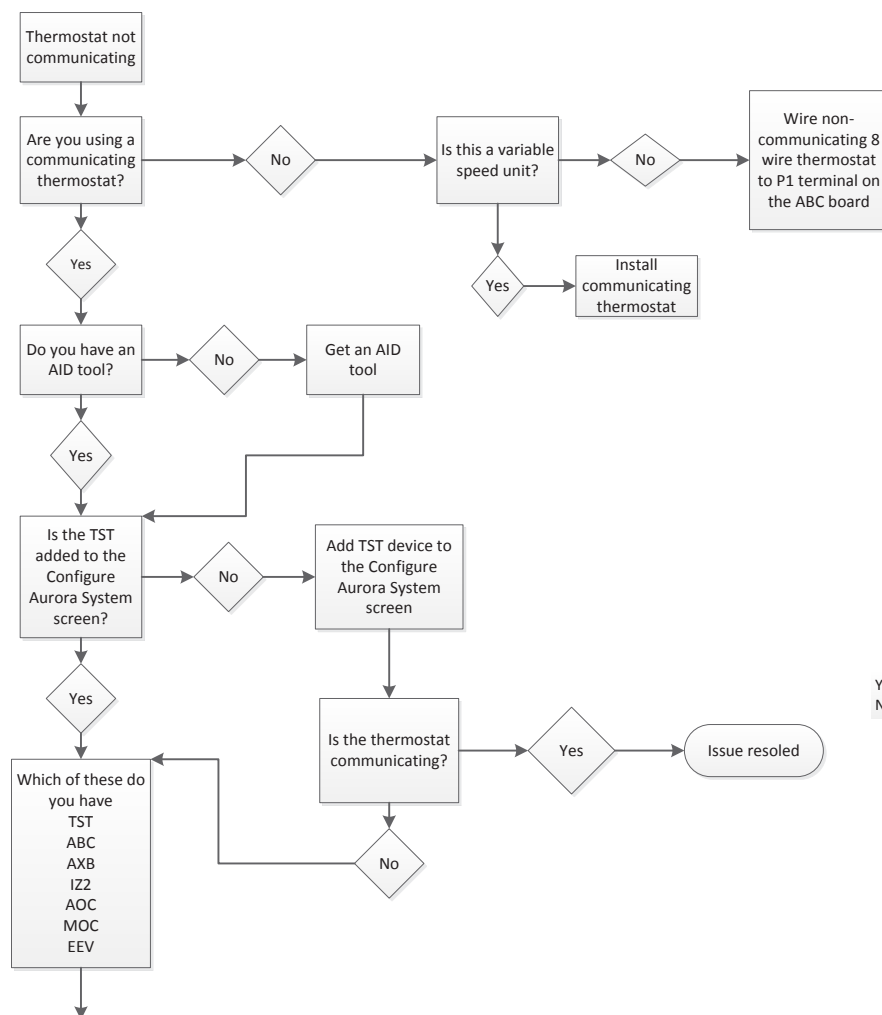 Thermostat not
communicating
Are you using a
communicating
thermostat?
No
Is this a variable
speed unit?
No
Wire non-
communicating 8
wire thermostat
to P1 terminal on
the ABC board
Yes
Yes
Install
communicating
thermostat
Do you have an
AID tool?
No
Get an AID
tool
Yes
Is the TST
added to the
Configure
Aurora System
screen?
No
Add TST device to
the Configure
Aurora System
screen
Yes
Is the thermostat
communicating?
Yes
Issue resoled
Y
N
Which of these do
you have
TST
ABC
AXB
IZ2
AOC
MOC
EEV
No